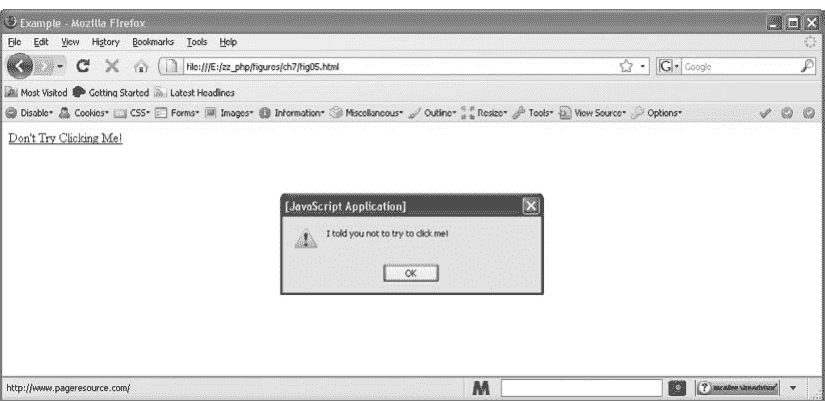 Example - Mozilla Firefox
File Edit View History Bookmarks Tools Help
file:///E:/zz_php/figures/ch7/fig05.html
G Google
Most Visited Getting Started Latest Headlines
Disable Cookies CSS Forms Images Information Miscellaneous Outline Resize Tools View Source Options
Don't Try Clicking Me!
[JavaScript Application]
I told you not to try to click me!
OK
http://www.pageresource.com/
M
McAfee SiteAdvisor